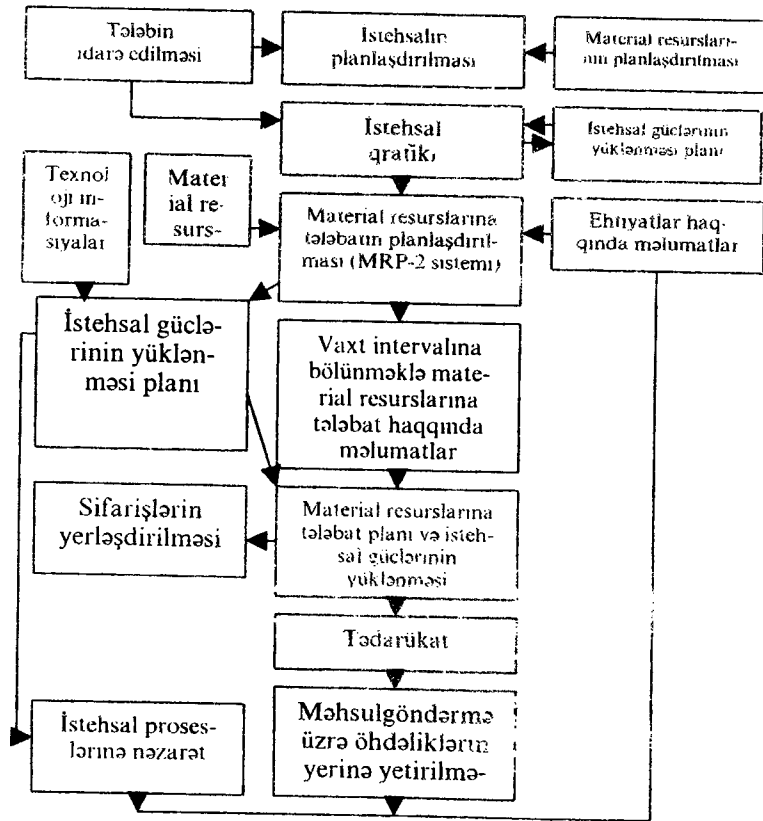 Tələbin
idarə edilməsi
İstehsalın
planlaşdırılması
Material resursları-
nın planlaşdırılması
İstehsal
qrafiki
İstehsal güclərinin
yüklənməsi planı
Texnol
oji in-
forma-
siyalar
Mater
ial re-
surs-
Material resurslarına
tələbatın planlaşdırıl-
ması (MRP-2 sistemi)
Ehtiyatlar haq-
qında məlumatlar
İstehsal güclə-
rinin yüklən-
məsi planı
Vaxt intervalına
bölünməklə mate-
rial resurslarına
tələbat haqqında
məlumatlar
Sifarişlərin
yerləşdirilməsi
Material resurslarına
tələbat planı və isteh-
sal güclərinin
yüklənməsi
Tədarükat
İstehsal proses-
lərinə nəzarət
Məhsulgöndərmə
üzrə öhdəliklərin
yerinə yetirilmə-